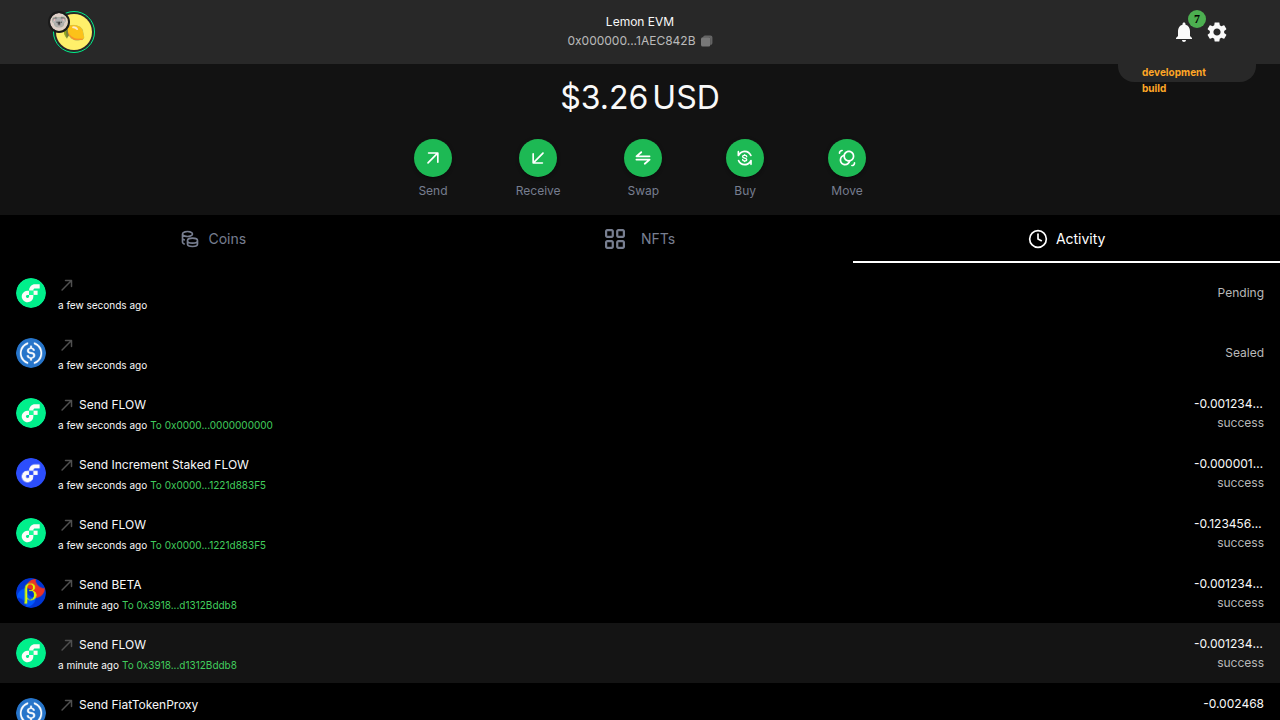 Lemon EVM
0x000000...1AEC842B
7
development
build
$3.26 USD
Send
Receive
Swap
Buy
Move
Coins
NFTs
Activity
a few seconds ago
Pending
a few seconds ago
Sealed
Send FLOW
-0.001234...
a few seconds ago To 0x0000...0000000000
success
Send Increment Staked FLOW
-0.000001...
a few seconds ago To 0x0000...1221d883F5
success
Send FLOW
-0.123456...
a few seconds ago To 0x0000...1221d883F5
success
Send BETA
-0.001234...
a minute ago To 0x3918...d1312Bddb8
success
Send FLOW
-0.001234...
a minute ago To 0x3918...d1312Bddb8
success
Send FlatTokenProxy
-0.002468